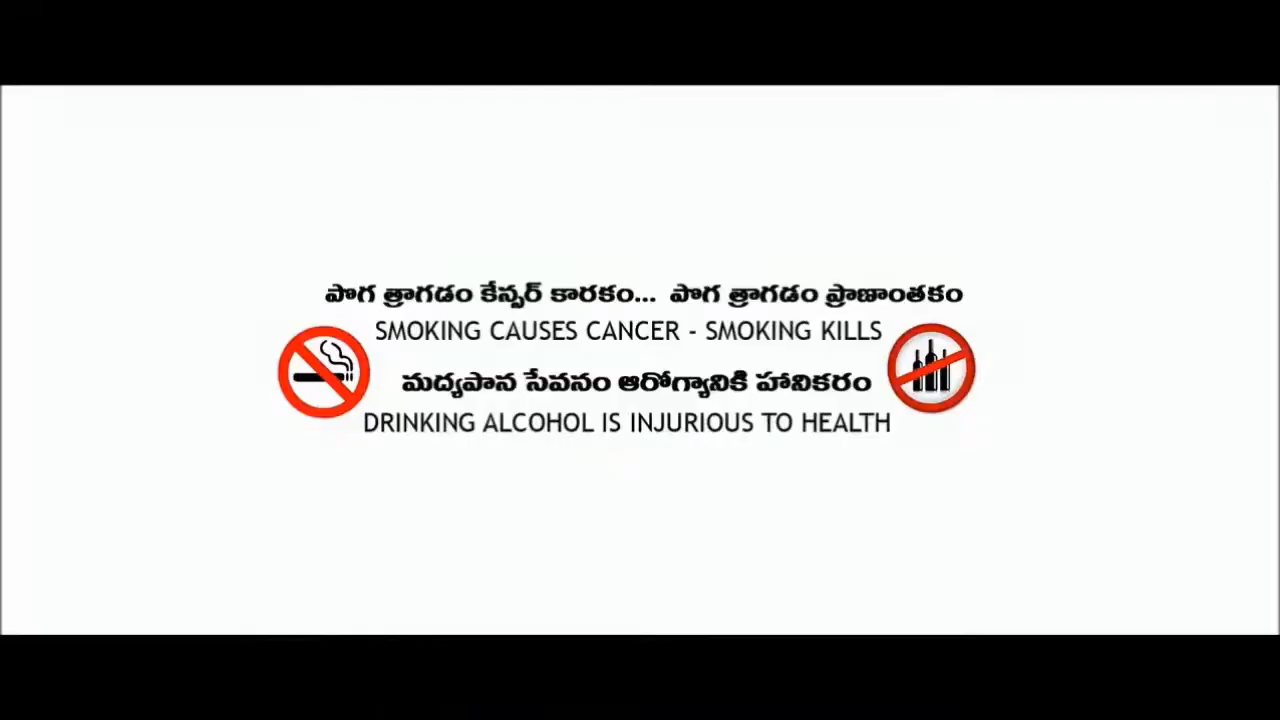 పొగ త్రాగడం కేన్సర్ కారకం... పొగ త్రాగడం ప్రాణాంతకం
SMOKING CAUSES CANCER - SMOKING KILLS
మద్యపాన సేవనం ఆరోగ్యానికి హానికరం
DRINKING ALCOHOL IS INJURIOUS TO HEALTH